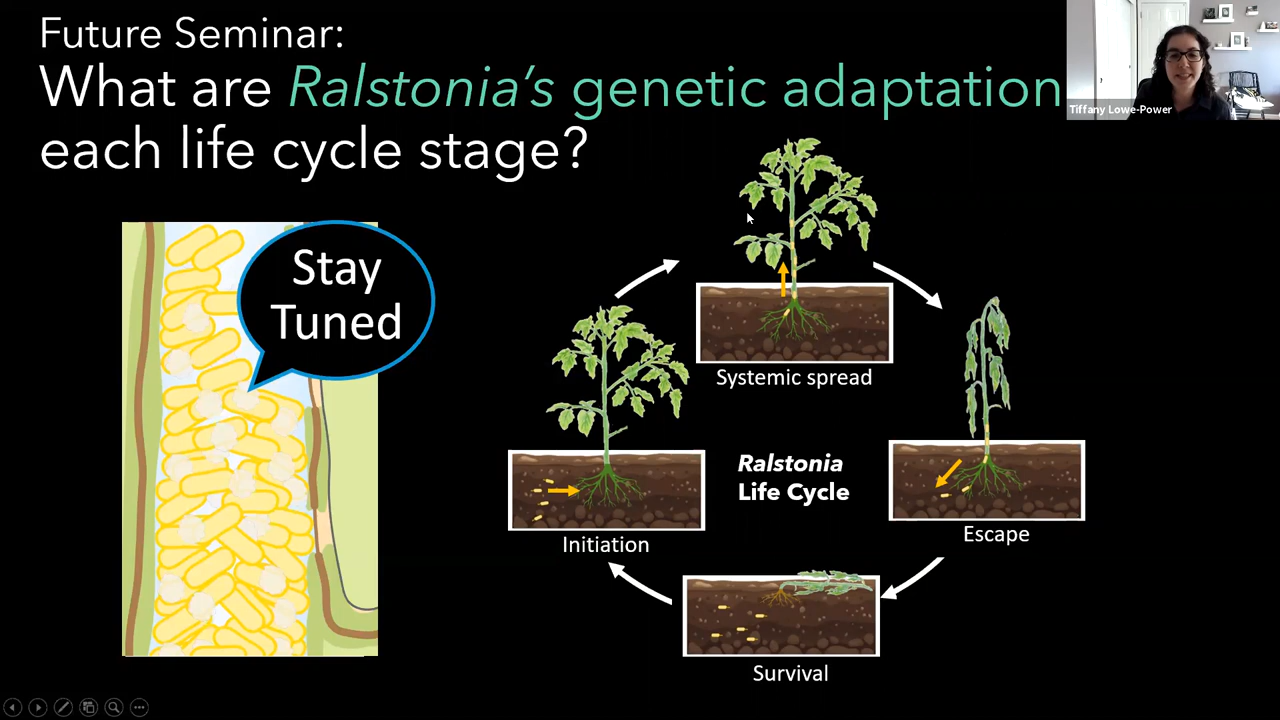 Future Seminar:
What are Ralstonia's genetic adaptation
each life cycle stage?
Tiffany Lowe-Power
Stay
Tuned
Systemic spread
Ralstonia
Life Cycle
Initiation
Escape
Survival